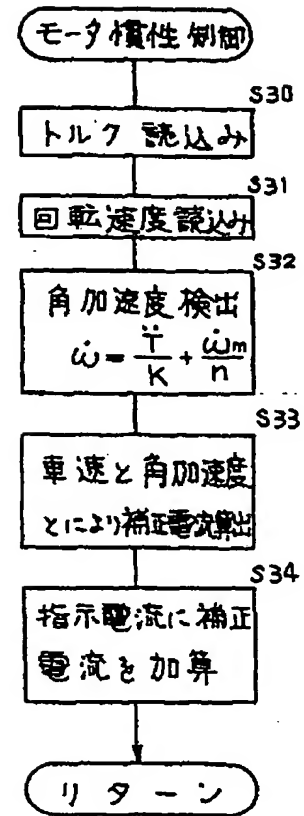 モータ慣性制御
S30
トルク読込み
S31
回転速度読込み
S32
角加速度検出
ω̇ = T̈/K + ω̇m/n
S33
車速と角加速度
とにより補正電流算出
S34
指示電流に補正
電流を加算
リターン